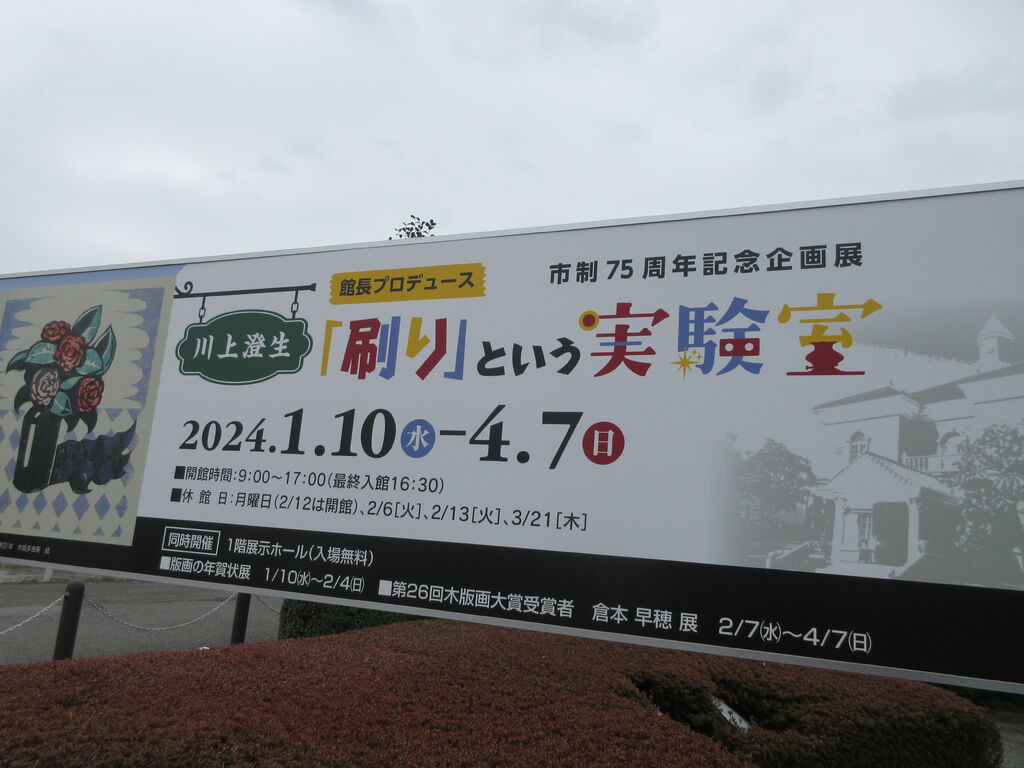 市制75周年記念企画展
館長プロデュース
川上澄生
「刷り」という実験室
2024.1.10水-4.7日
■開館時間:9:00〜17:00(最終入館16:30)
■休館日:月曜日(2/12は開館)、2/6[火]、2/13[火]、3/21[木]
同時開催 1階展示ホール(入場無料)
■版画の年賀状展 1/10㈬〜2/4㈰ ■第26回木版画大賞受賞者 倉本 早穂 展 2/7㈬〜4/7㈰